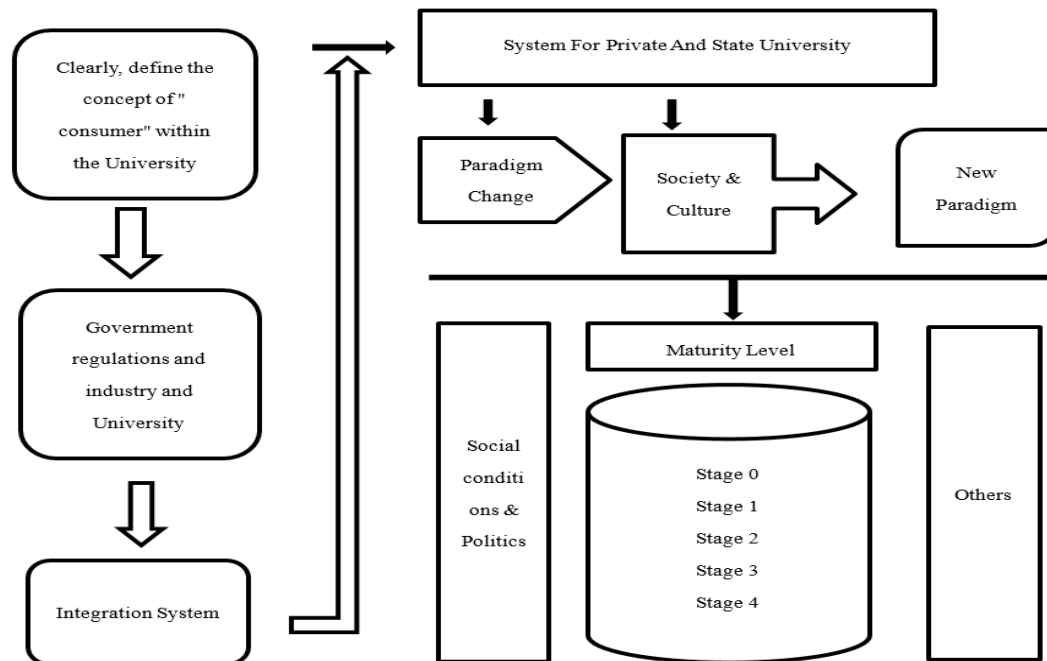 Clearly, define the
concept of "
consumer" within
the University
Government
regulations and
industry and
University
Integration System
System For Private And State University
Paradigm
Change
Society &
Culture
New
Paradigm
Maturity Level
Social
conditi
ons &
Politics
Stage 0
Stage 1
Stage 2
Stage 3
Stage 4
Others